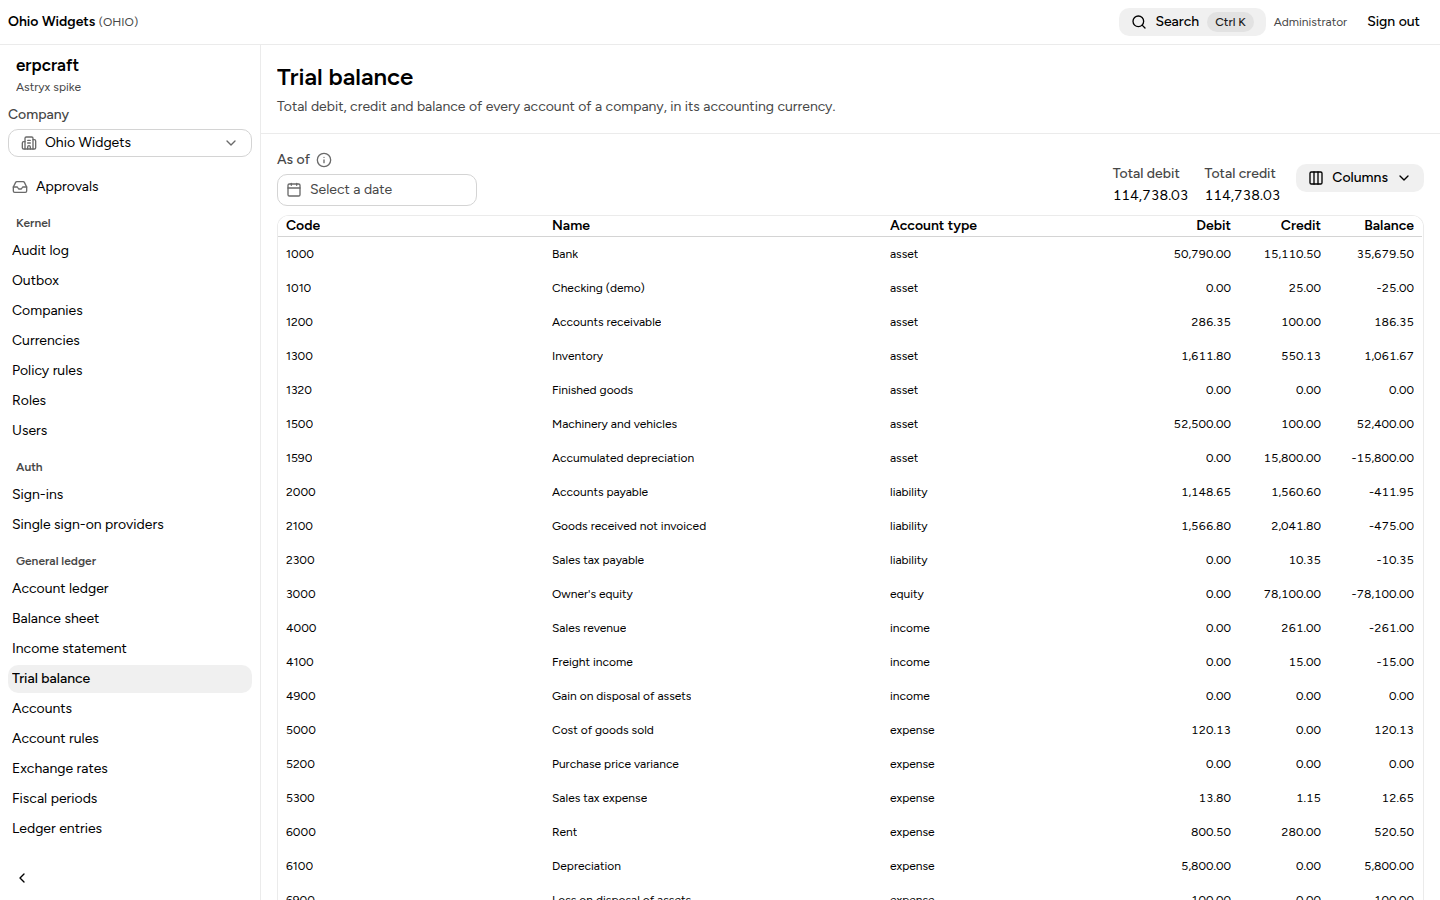 Ohio Widgets (OHIO)
Search Ctrl K Administrator Sign out
erpcraft
Astryx spike
Company
Ohio Widgets
Approvals
Kernel
Audit log
Outbox
Companies
Currencies
Policy rules
Roles
Users
Auth
Sign-ins
Single sign-on providers
General ledger
Account ledger
Balance sheet
Income statement
Trial balance
Accounts
Account rules
Exchange rates
Fiscal periods
Ledger entries
Trial balance
Total debit, credit and balance of every account of a company, in its accounting currency.
As of
Select a date
Total debit Total credit
114,738.03 114,738.03
Columns
Code Name Account type Debit Credit Balance
1000 Bank asset 50,790.00 15,110.50 35,679.50
1010 Checking (demo) asset 0.00 25.00 -25.00
1200 Accounts receivable asset 286.35 100.00 186.35
1300 Inventory asset 1,611.80 550.13 1,061.67
1320 Finished goods asset 0.00 0.00 0.00
1500 Machinery and vehicles asset 52,500.00 100.00 52,400.00
1590 Accumulated depreciation asset 0.00 15,800.00 -15,800.00
2000 Accounts payable liability 1,148.65 1,560.60 -411.95
2100 Goods received not invoiced liability 1,566.80 2,041.80 -475.00
2300 Sales tax payable liability 0.00 10.35 -10.35
3000 Owner's equity equity 0.00 78,100.00 -78,100.00
4000 Sales revenue income 0.00 261.00 -261.00
4100 Freight income income 0.00 15.00 -15.00
4900 Gain on disposal of assets income 0.00 0.00 0.00
5000 Cost of goods sold expense 120.13 0.00 120.13
5200 Purchase price variance expense 0.00 0.00 0.00
5300 Sales tax expense expense 13.80 1.15 12.65
6000 Rent expense 800.50 280.00 520.50
6100 Depreciation expense 5,800.00 0.00 5,800.00
6900 Loss on disposal of assets expense 100.00 0.00 100.00